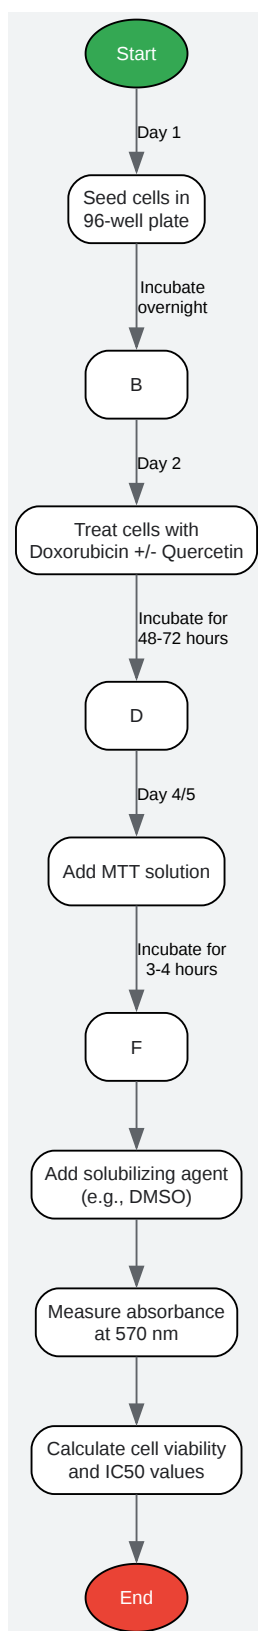 Start
Day 1
Seed cells in
96-well plate
Incubate
overnight
B
Day 2
Treat cells with
Doxorubicin +/- Quercetin
Incubate for
48-72 hours
D
Day 4/5
Add MTT solution
Incubate for
3-4 hours
F
Add solubilizing agent
(e.g., DMSO)
Measure absorbance
at 570 nm
Calculate cell viability
and IC50 values
End